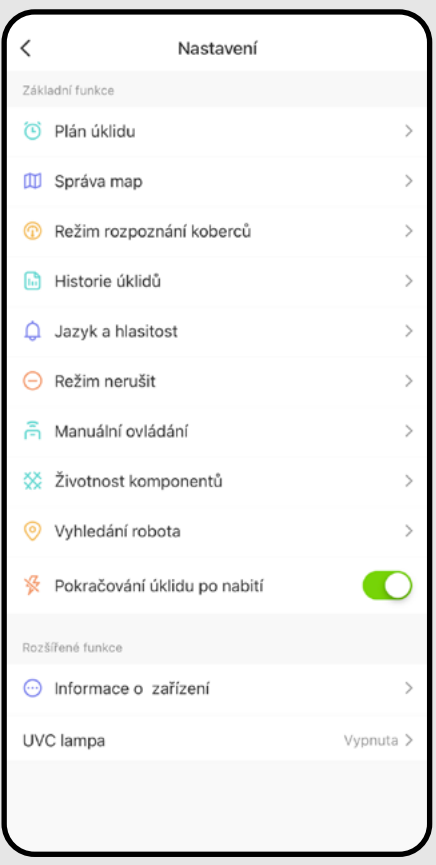 Nastavení
Základní funkce
Plán úklidu
Správa map
Režim rozpoznání koberců
Historie úklidů
Jazyk a hlasitost
Režim nerušit
Manuální ovládání
Životnost komponentů
Vyhledání robota
Pokračování úklidu po nabití
Rozšířené funkce
Informace o  zařízení
UVC lampa Vypnuta